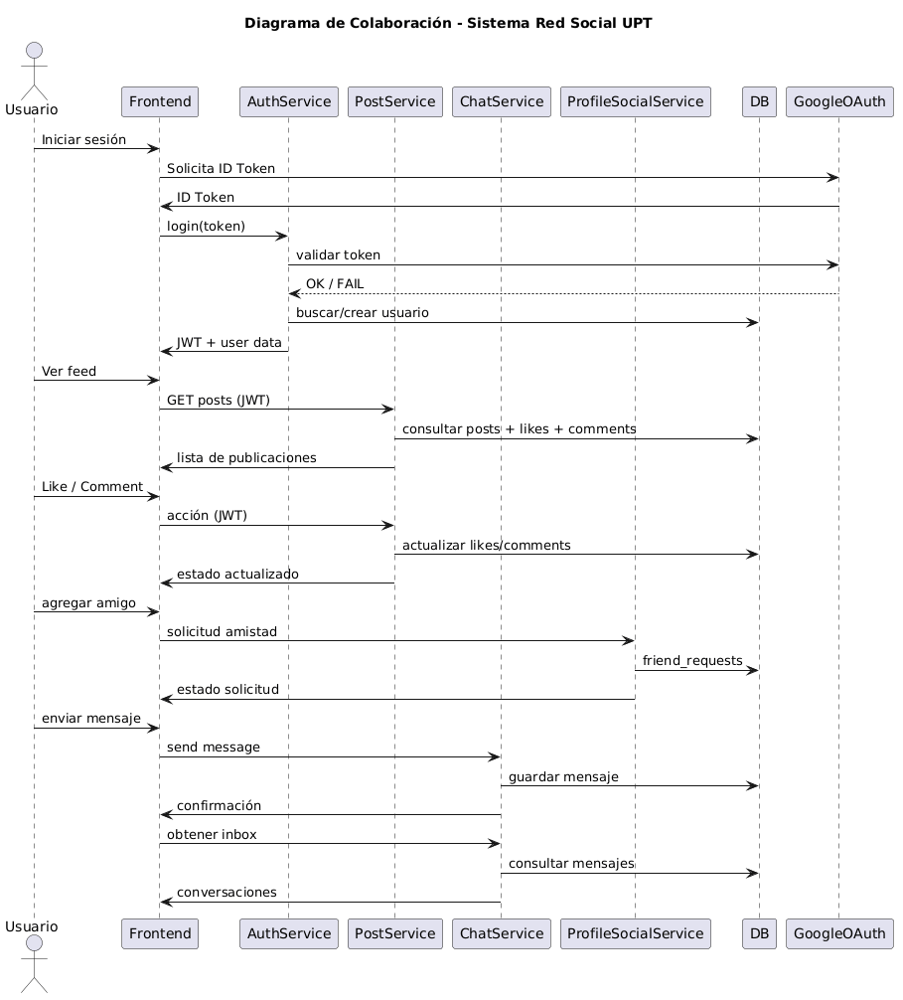 Diagrama de Colaboración - Sistema Red Social UPT
Usuario
Frontend
AuthService
PostService
ChatService
ProfileSocialService
DB
GoogleOAuth
Iniciar sesión
Solicita ID Token
ID Token
login(token)
validar token
OK / FAIL
buscar/crear usuario
JWT + user data
Ver feed
GET posts (JWT)
consultar posts + likes + comments
lista de publicaciones
Like / Comment
acción (JWT)
actualizar likes/comments
estado actualizado
agregar amigo
solicitud amistad
friend_requests
estado solicitud
enviar mensaje
send message
guardar mensaje
confirmación
obtener inbox
consultar mensajes
conversaciones
Usuario
Frontend
AuthService
PostService
ChatService
ProfileSocialService
DB
GoogleOAuth